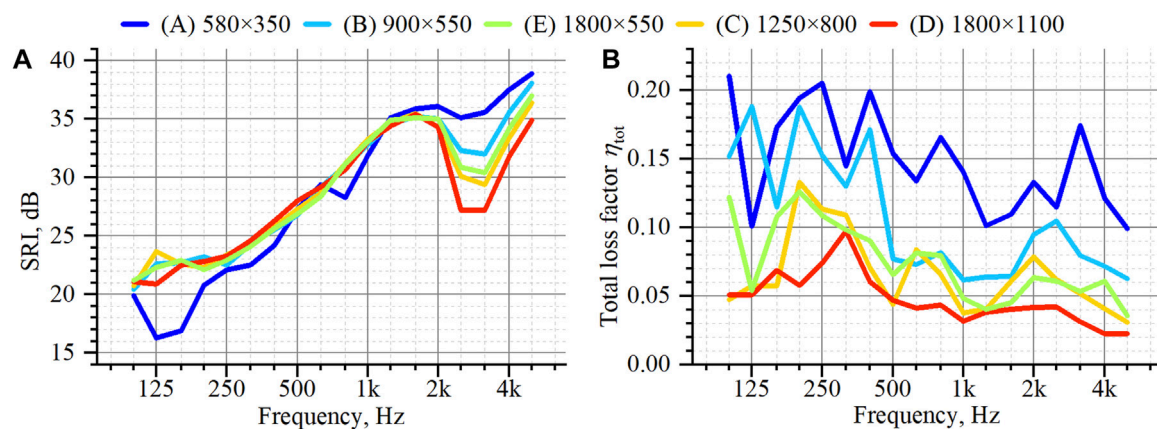 (A) 580×350 (B) 900×550 (E) 1800×550 (C) 1250×800 (D) 1800×1100
A
SRI, dB
40
35
30
25
20
15
125 250 500 1k 2k 4k
Frequency, Hz
B
Total loss factor ηtot
0.20
0.15
0.10
0.05
0.00
125 250 500 1k 2k 4k
Frequency, Hz